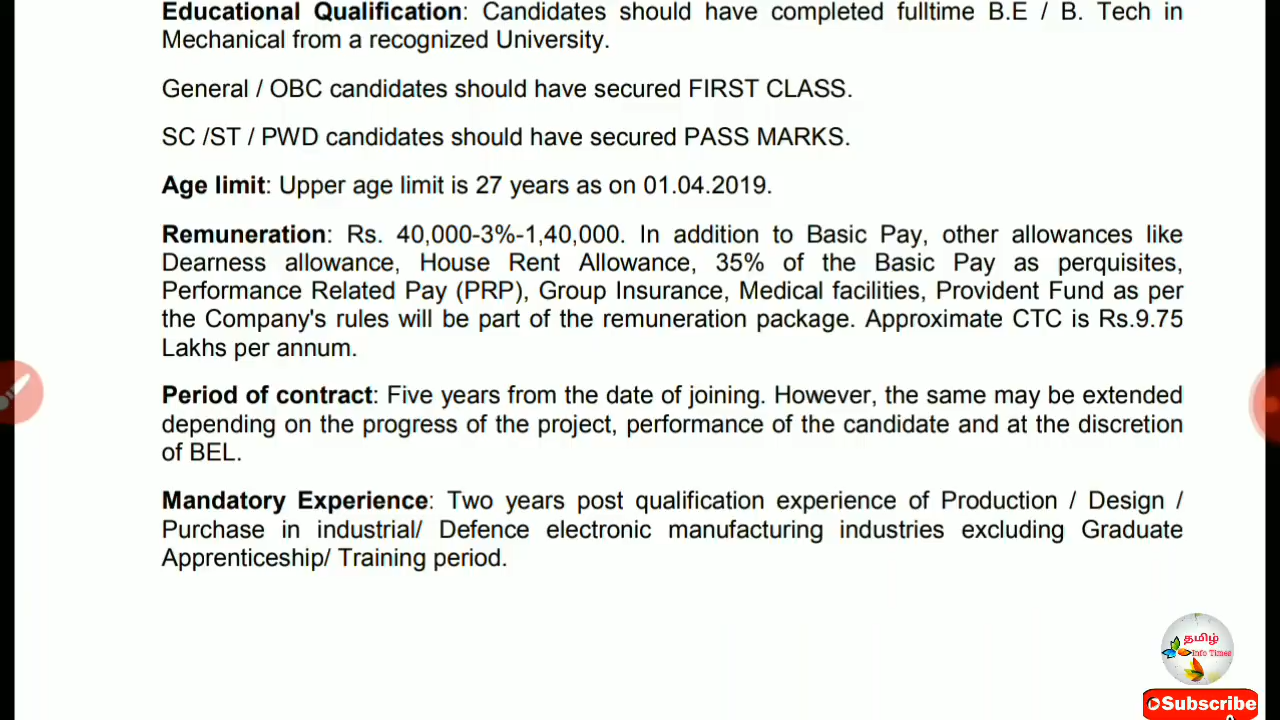 Educational Qualification: Candidates should have completed fulltime B.E / B. Tech in
Mechanical from a recognized University.
General / OBC candidates should have secured FIRST CLASS.
SC /ST / PWD candidates should have secured PASS MARKS.
Age limit: Upper age limit is 27 years as on 01.04.2019.
Remuneration: Rs. 40,000-3%-1,40,000. In addition to Basic Pay, other allowances like
Dearness allowance, House Rent Allowance, 35% of the Basic Pay as perquisites,
Performance Related Pay (PRP), Group Insurance, Medical facilities, Provident Fund as per
the Company's rules will be part of the remuneration package. Approximate CTC is Rs.9.75
Lakhs per annum.
Period of contract: Five years from the date of joining. However, the same may be extended
depending on the progress of the project, performance of the candidate and at the discretion
of BEL.
Mandatory Experience: Two years post qualification experience of Production / Design /
Purchase in industrial/ Defence electronic manufacturing industries excluding Graduate
Apprenticeship/ Training period.
தமிழ்
Info Times
Subscribe